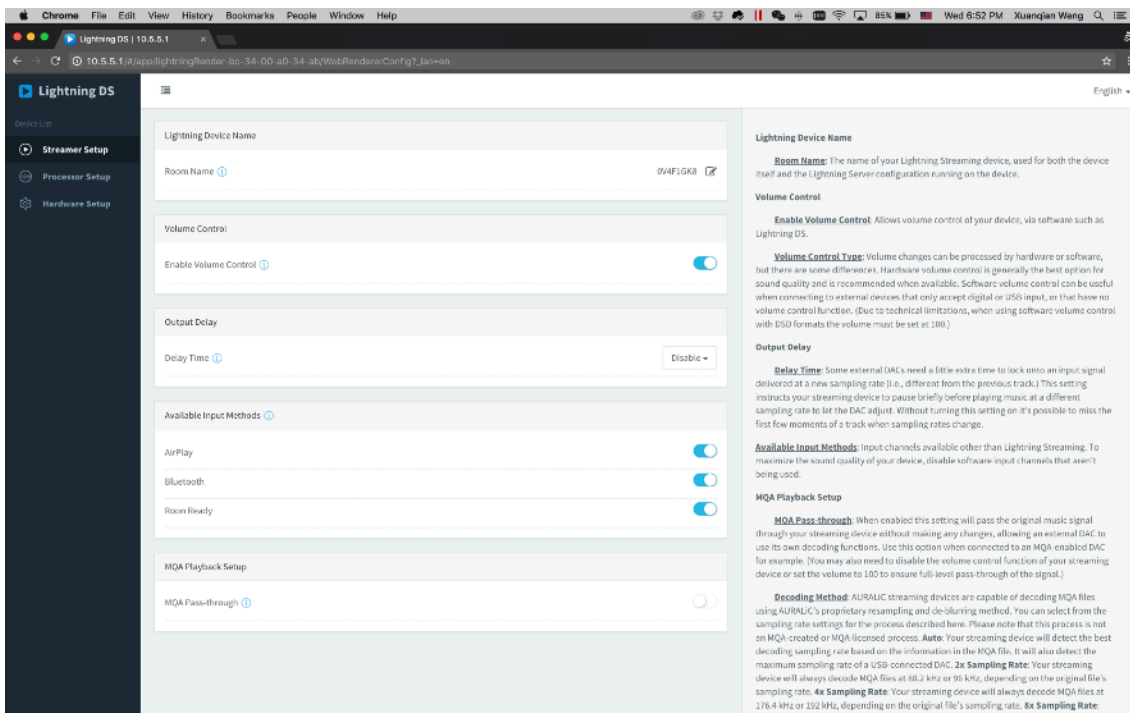 Chrome File Edit View History Bookmarks People Window Help 85% Wed 6:52 PM Xuanqian Wang
Lightning DS | 10.5.5.1 ×
10.5.5.1/#/app/lightningRender-bc-34-00-a0-34-ab/WebRendererConfig?_lan=en
Lightning DS
English
Device List
Streamer Setup
Processor Setup
Hardware Setup
Lightning Device Name
Room Name 0V4F1GK8
Volume Control
Enable Volume Control
Output Delay
Delay Time Disable
Available Input Methods
AirPlay
Bluetooth
Roon Ready
MQA Playback Setup
MQA Pass-through
Lightning Device Name
Room Name: The name of your Lightning Streaming device, used for both the device
itself and the Lightning Server configuration running on the device.
Volume Control
Enable Volume Control: Allows volume control of your device, via software such as
Lightning DS.
Volume Control Type: Volume changes can be processed by hardware or software,
but there are some differences. Hardware volume control is generally the best option for
sound quality and is recommended when available. Software volume control can be useful
when connecting to external devices that only accept digital or USB input, or that have no
volume control function. (Due to technical limitations, when using software volume control
with DSD formats the volume must be set at 100.)
Output Delay
Delay Time: Some external DACs need a little extra time to lock onto an input signal
delivered at a new sampling rate (i.e., different from the previous track.) This setting
instructs your streaming device to pause briefly before playing music at a different
sampling rate to let the DAC adjust. Without turning this setting on it's possible to miss the
first few moments of a track when sampling rates change.
Available Input Methods: Input channels available other than Lightning Streaming. To
maximize the sound quality of your device, disable software input channels that aren't
being used.
MQA Playback Setup
MQA Pass-through: When enabled this setting will pass the original music signal
through your streaming device without making any changes, allowing an external DAC to
use its own decoding functions. Use this option when connected to an MQA-enabled DAC
for example. (You may also need to disable the volume control function of your streaming
device or set the volume to 100 to ensure full-level pass-through of the signal.)
Decoding Method: AURALiC streaming devices are capable of decoding MQA files
using AURALiC's proprietary resampling and de-blurring method. You can select from the
sampling rate settings for the process described here. Please note that this process is not
an MQA-created or MQA-licensed process. Auto: Your streaming device will detect the best
decoding sampling rate based on the information in the MQA file. It will also detect the
maximum sampling rate of a USB-connected DAC. 2x Sampling Rate: Your streaming
device will always decode MQA files at 88.2 kHz or 96 kHz, depending on the original file's
sampling rate. 4x Sampling Rate: Your streaming device will always decode MQA files at
176.4 kHz or 192 kHz, depending on the original file's sampling rate. 8x Sampling Rate: